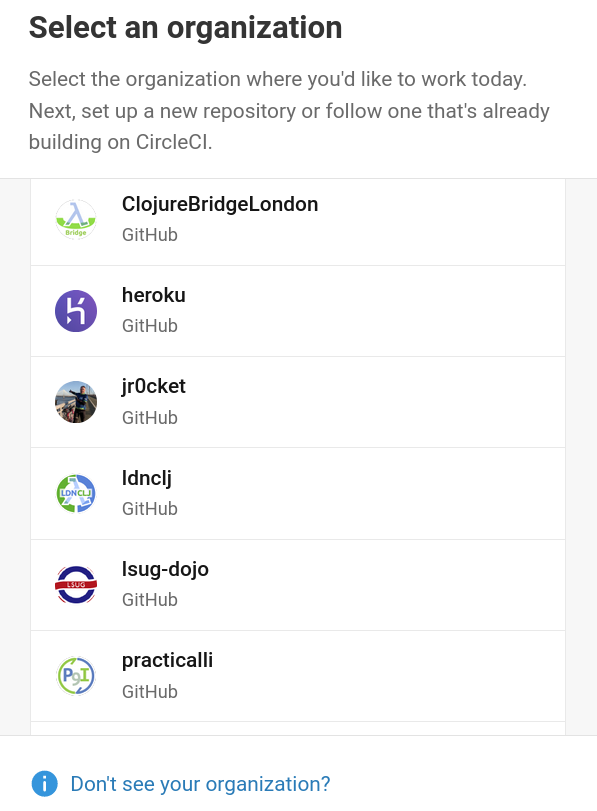 Select an organization
Select the organization where you'd like to work today.
Next, set up a new repository or follow one that's already
building on CircleCI.
ClojureBridgeLondon
Bridge
GitHub
heroku
GitHub
jr0cket
GitHub
ldnclj
LDNCLJ
GitHub
lsug-dojo
LSUG
GitHub
practicalli
GitHub
Don't see your organization?